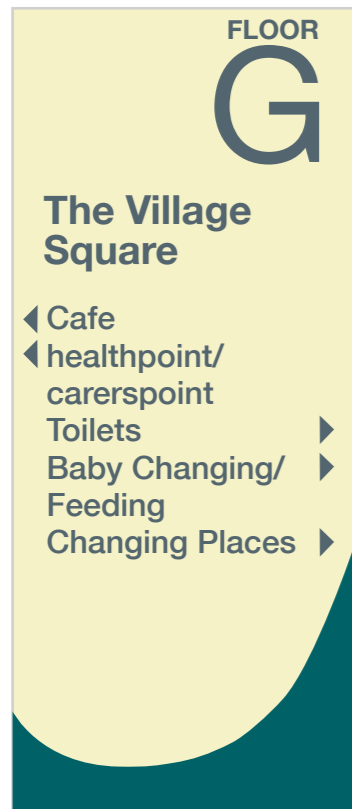 FLOOR
G
The Village
Square
Cafe
healthpoint/
carerspoint
Toilets
Baby Changing/
Feeding
Changing Places